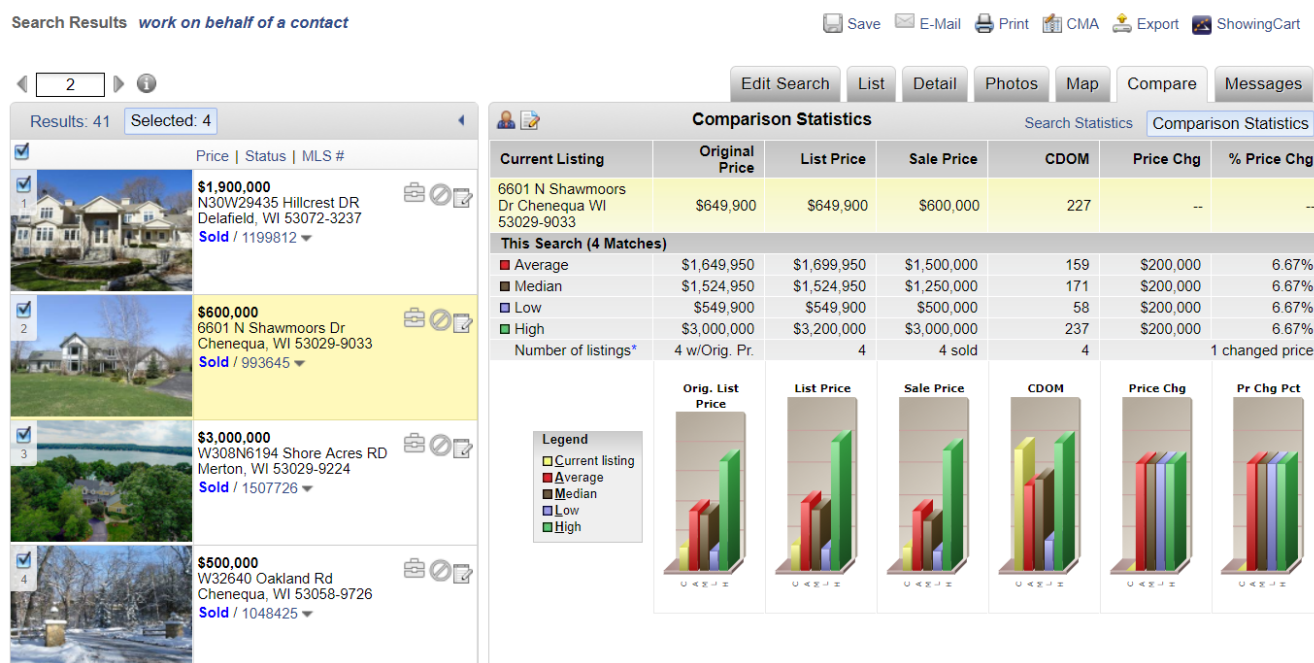 Search Results work on behalf of a contact
Save E-Mail Print CMA Export ShowingCart
2
Edit Search List Detail Photos Map Compare Messages
Results: 41 Selected: 4
Price | Status | MLS #
1
$1,900,000
N30W29435 Hillcrest DR
Delafield, WI 53072-3237
Sold / 1199812
2
$600,000
6601 N Shawmoors Dr
Chenequa, WI 53029-9033
Sold / 993645
3
$3,000,000
W308N6194 Shore Acres RD
Merton, WI 53029-9224
Sold / 1507726
4
$500,000
W32640 Oakland Rd
Chenequa, WI 53058-9726
Sold / 1048425
Comparison Statistics
Search Statistics Comparison Statistics
Current Listing Original Price List Price Sale Price CDOM Price Chg % Price Chg
6601 N Shawmoors
Dr Chenequa WI $649,900 $649,900 $600,000 227 -- --
53029-9033
This Search (4 Matches)
Average $1,649,950 $1,699,950 $1,500,000 159 $200,000 6.67%
Median $1,524,950 $1,524,950 $1,250,000 171 $200,000 6.67%
Low $549,900 $549,900 $500,000 58 $200,000 6.67%
High $3,000,000 $3,200,000 $3,000,000 237 $200,000 6.67%
Number of listings* 4 w/Orig. Pr. 4 4 sold 4 1 changed price
Orig. List Price List Price Sale Price CDOM Price Chg Pr Chg Pct
Legend
Current listing
Average
Median
Low
High
C A M L H C A M L H C A M L H C A M L H C A M L H C A M L H